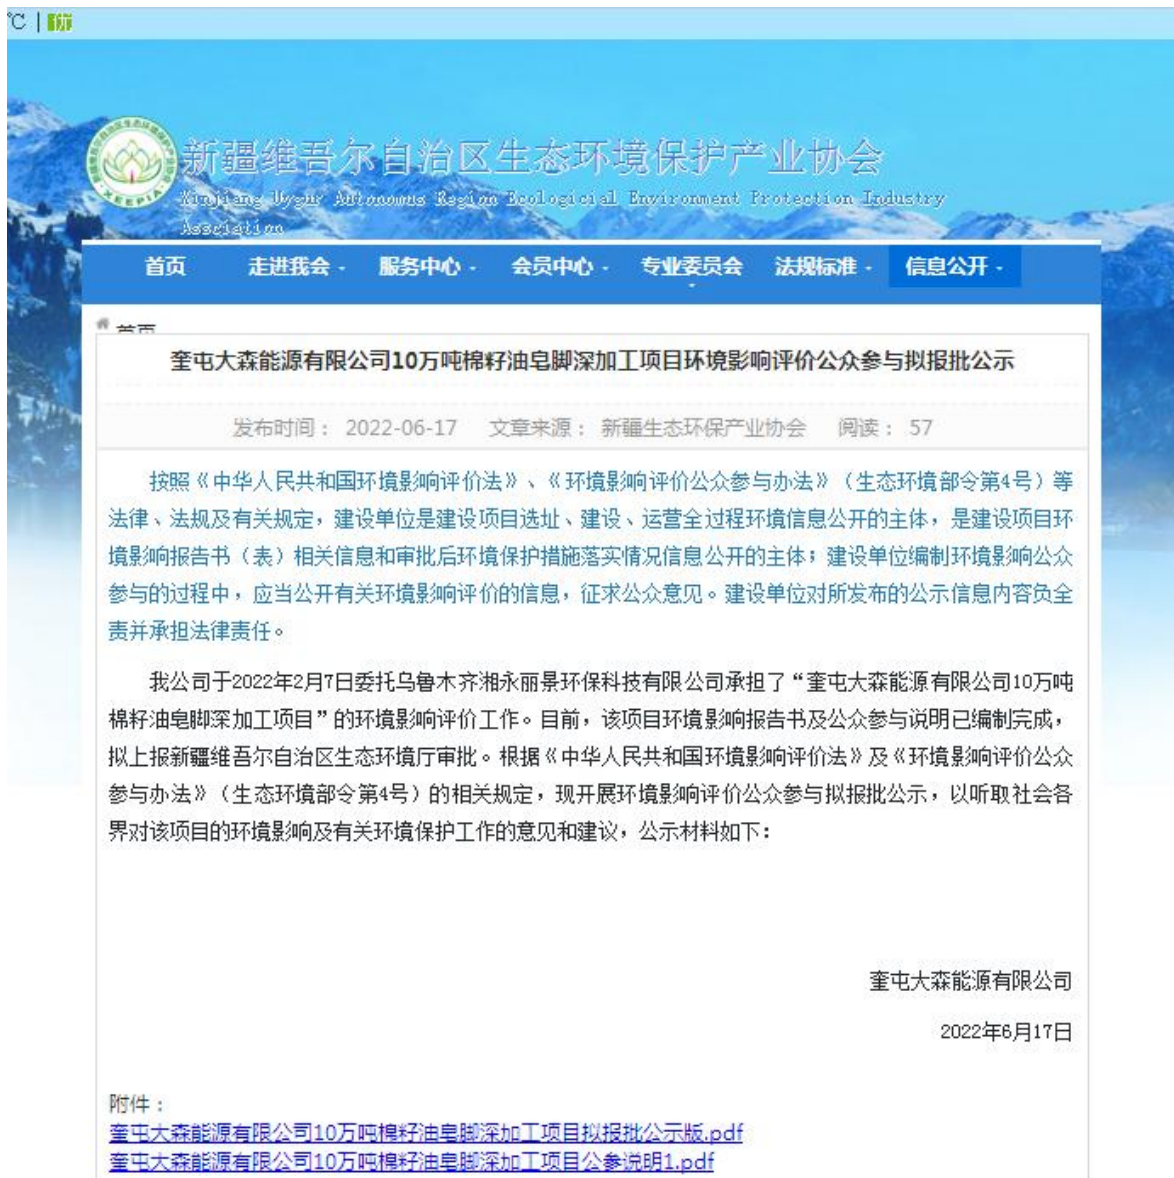 ℃ | 优
新疆维吾尔自治区生态环境保护产业协会
Xinjiang Uygur Autonomus Region Ecologicial Environment Protection Industry
Assciation
XEEPIA
首页 走进我会 服务中心 会员中心 专业委员会 法规标准 信息公开
首页
奎屯大森能源有限公司10万吨棉籽油皂脚深加工项目环境影响评价公众参与拟报批公示
发布时间： 2022-06-17 文章来源： 新疆生态环保产业协会 阅读： 57
按照《中华人民共和国环境影响评价法》、《环境影响评价公众参与办法》（生态环境部令第4号）等
法律、法规及有关规定，建设单位是建设项目选址、建设、运营全过程环境信息公开的主体，是建设项目环
境影响报告书（表）相关信息和审批后环境保护措施落实情况信息公开的主体；建设单位编制环境影响公众
参与的过程中，应当公开有关环境影响评价的信息，征求公众意见。建设单位对所发布的公示信息内容负全
责并承担法律责任。
我公司于2022年2月7日委托乌鲁木齐湘永丽景环保科技有限公司承担了“奎屯大森能源有限公司10万吨
棉籽油皂脚深加工项目”的环境影响评价工作。目前，该项目环境影响报告书及公众参与说明已编制完成，
拟上报新疆维吾尔自治区生态环境厅审批。根据《中华人民共和国环境影响评价法》及《环境影响评价公众
参与办法》（生态环境部令第4号）的相关规定，现开展环境影响评价公众参与拟报批公示，以听取社会各
界对该项目的环境影响及有关环境保护工作的意见和建议，公示材料如下：
奎屯大森能源有限公司
2022年6月17日
附件：
奎屯大森能源有限公司10万吨棉籽油皂脚深加工项目拟报批公示版.pdf
奎屯大森能源有限公司10万吨棉籽油皂脚深加工项目公参说明1.pdf